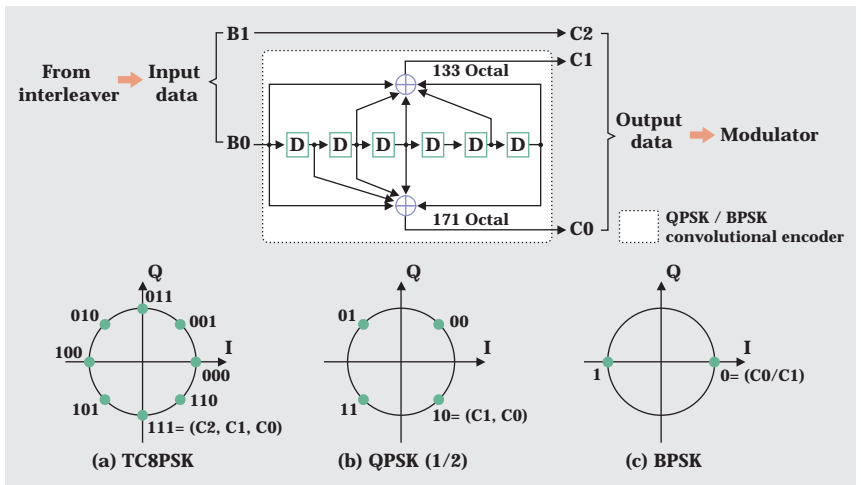 B1
C2
133 Octal
C1
From
interleaver
Input
data
B0
D D D D D D
Output
data
Modulator
171 Octal
C0
QPSK / BPSK
convolutional encoder
Q
011
010
001
100
I
000
101
110
111= (C2, C1, C0)
(a) TC8PSK
Q
01
00
I
11
10= (C1, C0)
(b) QPSK (1/2)
Q
I
1
0= (C0/C1)
(c) BPSK